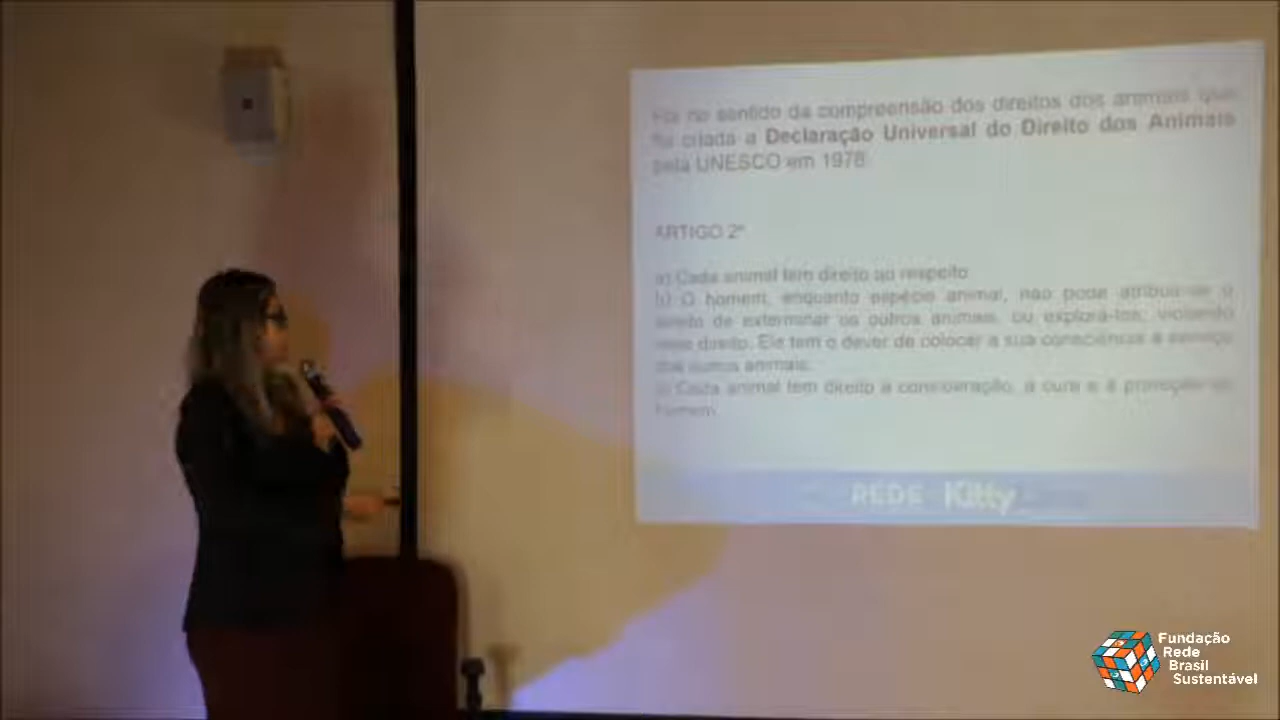 no sentido da compreensão dos direitos dos animais que
foi criada a Declaração Universal do Direito dos Animais
pela UNESCO em 1978
ARTIGO 2º
a) Cada animal tem direito ao respeito
b) O homem, enquanto espécie animal, não pode atribuir-se o
direito de exterminar os outros animais, ou explorá-los, violando
esse direito. Ele tem o dever de colocar a sua consciência a serviço
dos outros animais.
c) Cada animal tem direito à consideração, à cura e à proteção do
homem.
REDE Kitty
Fundação
Rede
Brasil
Sustentável